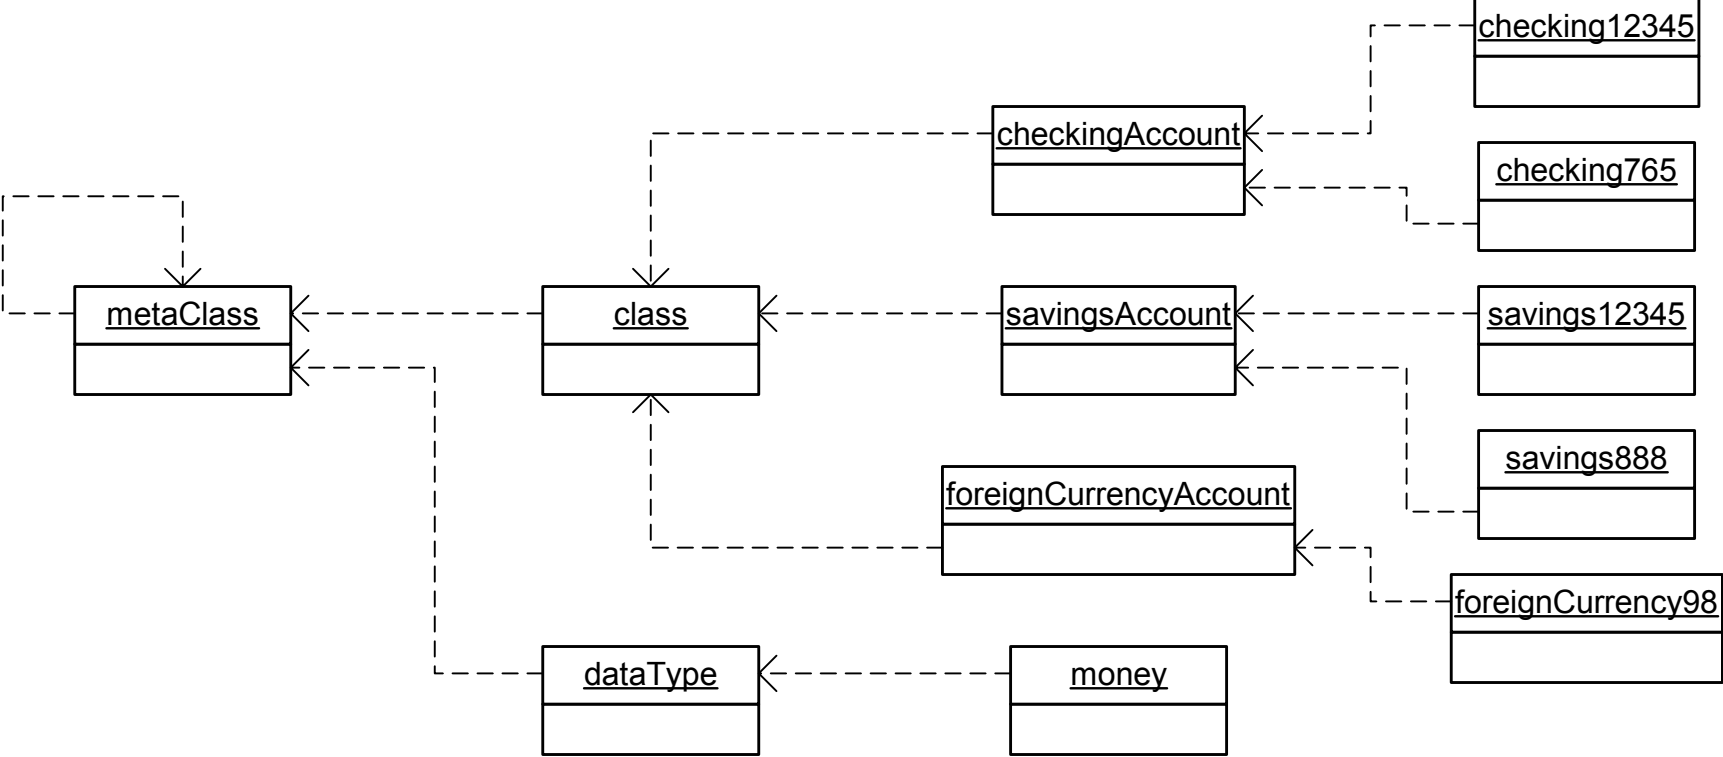 checking12345
checkingAccount
checking765
metaClass
class
savingsAccount
savings12345
savings888
foreignCurrencyAccount
foreignCurrency98
dataType
money